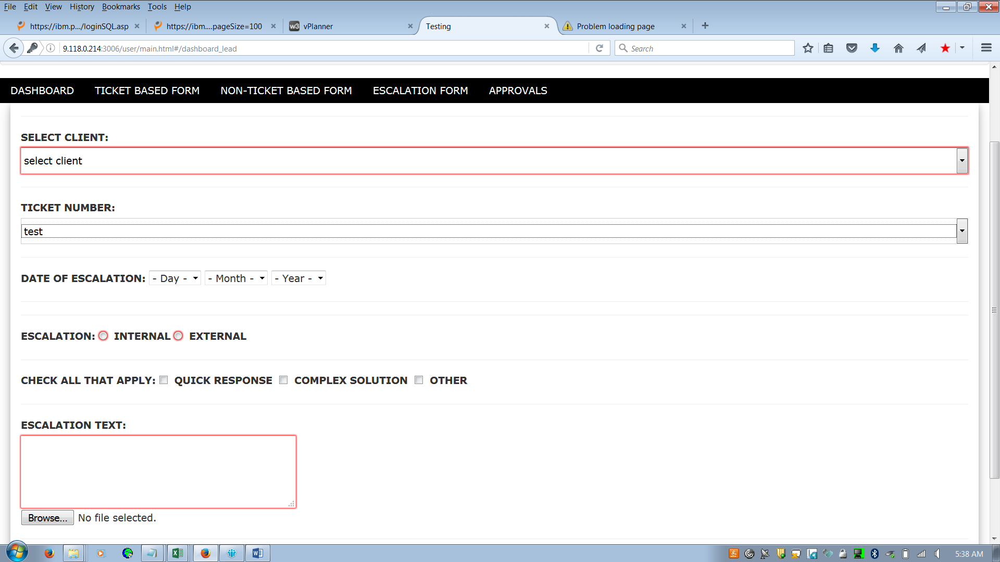 File Edit View History Bookmarks Tools Help
https://ibm.p.../loginSQL.asp https://ibm....pageSize=100 w3 vPlanner Testing Problem loading page
9.118.0.214:3006/user/main.html#/dashboard_lead Search
DASHBOARD TICKET BASED FORM NON-TICKET BASED FORM ESCALATION FORM APPROVALS
SELECT CLIENT:
select client
TICKET NUMBER:
test
DATE OF ESCALATION: - Day - - Month - - Year -
ESCALATION: INTERNAL EXTERNAL
CHECK ALL THAT APPLY: QUICK RESPONSE COMPLEX SOLUTION OTHER
ESCALATION TEXT:
Browse... No file selected.
5:38 AM